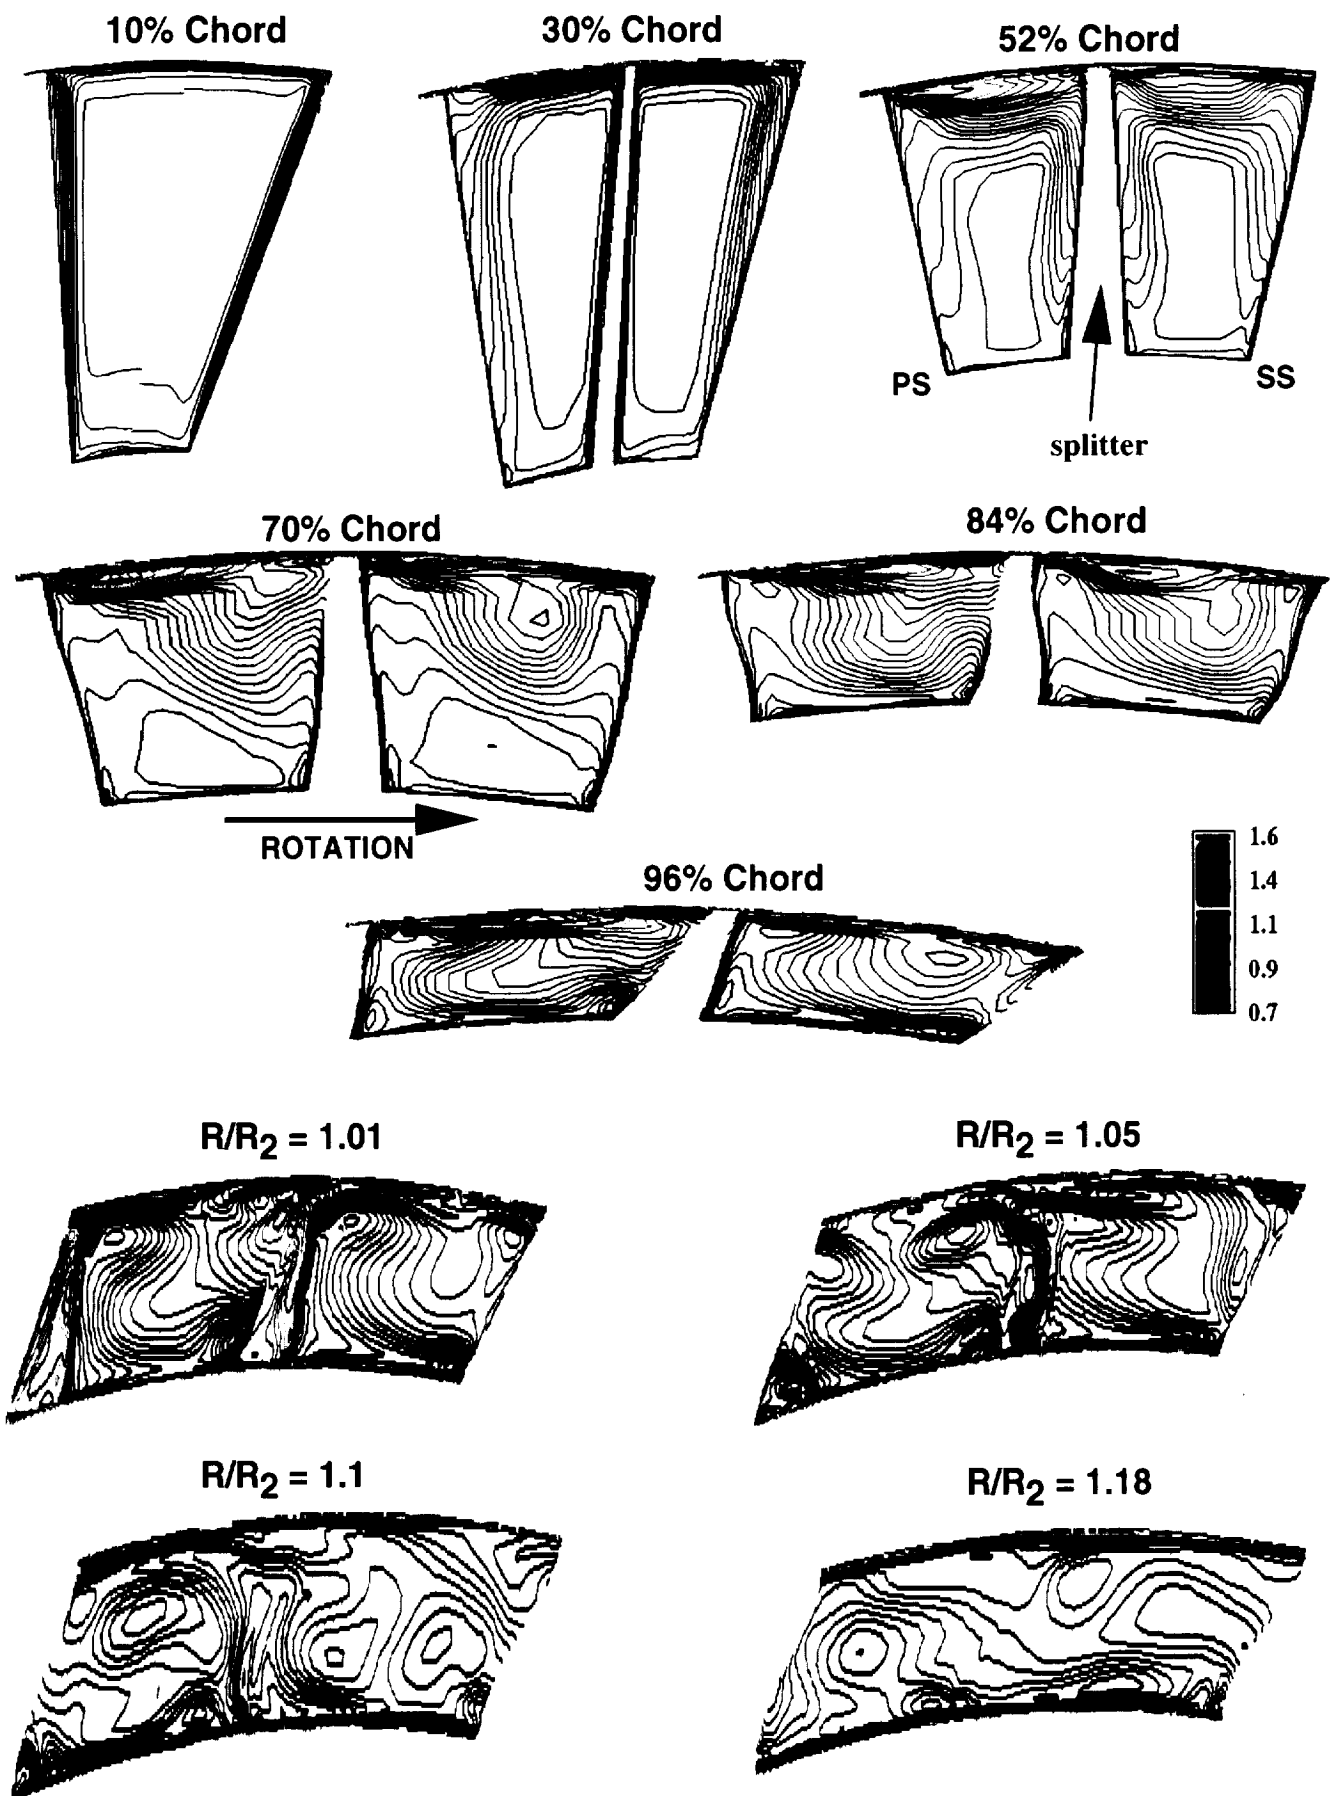 10% Chord
30% Chord
52% Chord
PS
SS
splitter
70% Chord
84% Chord
ROTATION
96% Chord
1.6
1.4
1.1
0.9
0.7
R/R2 = 1.01
R/R2 = 1.05
R/R2 = 1.1
R/R2 = 1.18